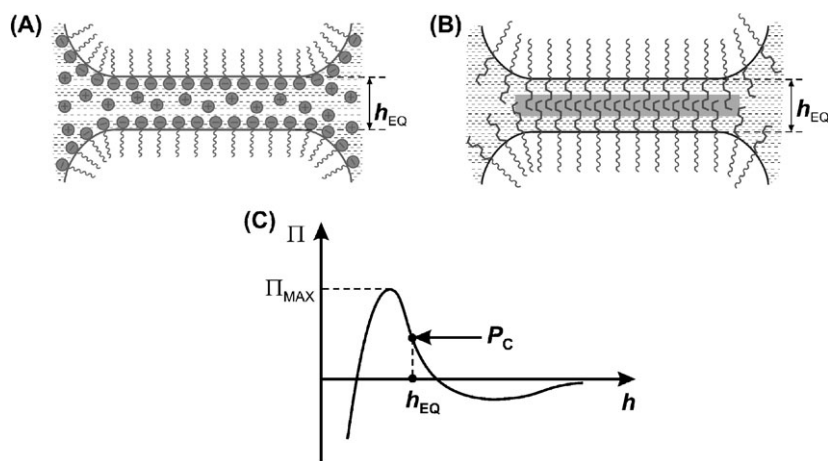 (A)
h_EQ
(B)
h_EQ
(C)
Π
Π_MAX
P_C
h_EQ
h